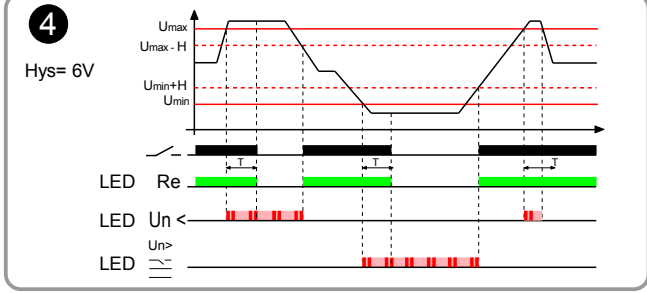 4
Hys= 6V
Umax
Umax - H
Umin+H
Umin
T T T
LED Re
LED Un <
Un>
LED